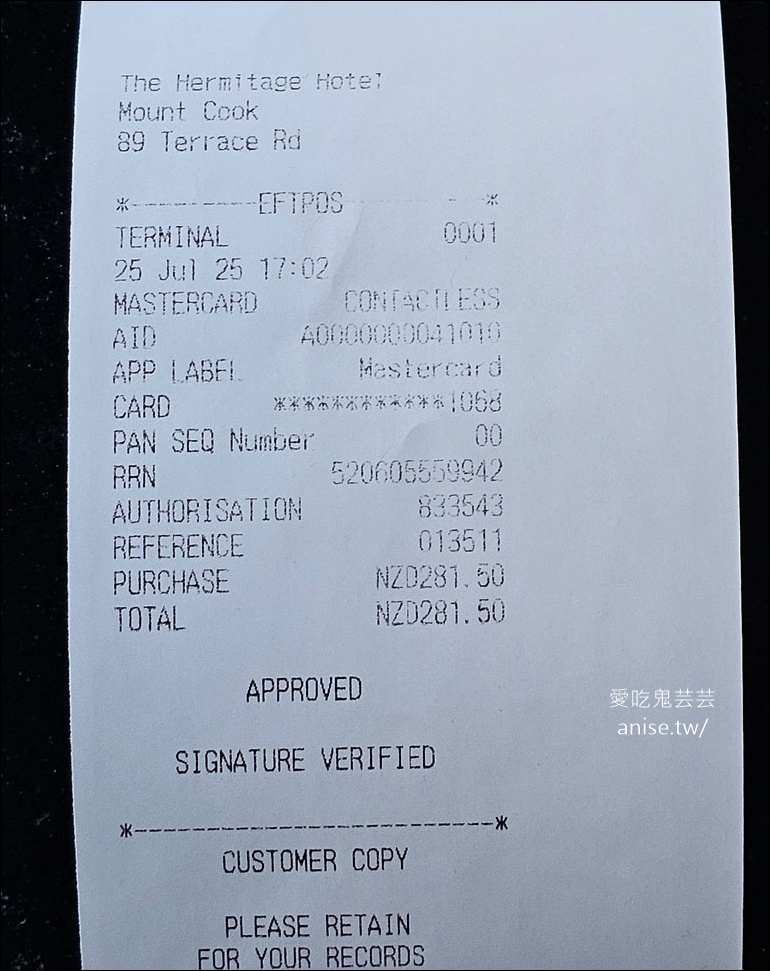 The Hermitage Hotel
Mount Cook
89 Terrace Rd
*---------EFTPOS----------*
TERMINAL 0001
25 Jul 25 17:02
MASTERCARD CONTACTLESS
AID A0000000041010
APP LABEL Mastercard
CARD ************1068
PAN SEQ Number 00
RRN 520605559942
AUTHORISATION 833543
REFERENCE 013511
PURCHASE NZD281.50
TOTAL NZD281.50
APPROVED
愛吃鬼芸芸
anise.tw/
SIGNATURE VERIFIED
*-------------------------*
CUSTOMER COPY
PLEASE RETAIN
FOR YOUR RECORDS